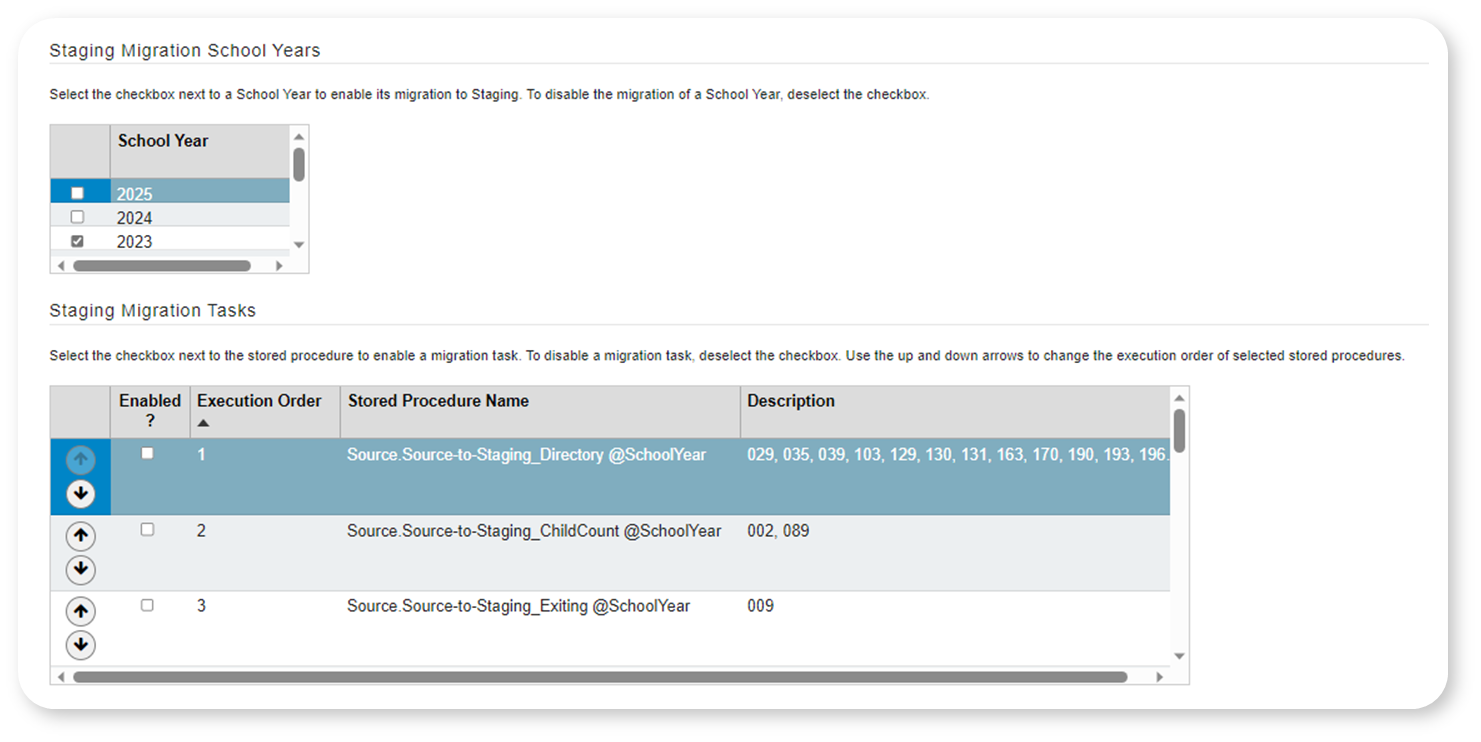 Staging Migration School Years
Select the checkbox next to a School Year to enable its migration to Staging. To disable the migration of a School Year, deselect the checkbox.
School Year
2025
2024
2023
Staging Migration Tasks
Select the checkbox next to the stored procedure to enable a migration task. To disable a migration task, deselect the checkbox. Use the up and down arrows to change the execution order of selected stored procedures.
Enabled ? Execution Order Stored Procedure Name Description
1 Source.Source-to-Staging_Directory @SchoolYear 029, 035, 039, 103, 129, 130, 131, 163, 170, 190, 193, 196.
2 Source.Source-to-Staging_ChildCount @SchoolYear 002, 089
3 Source.Source-to-Staging_Exiting @SchoolYear 009